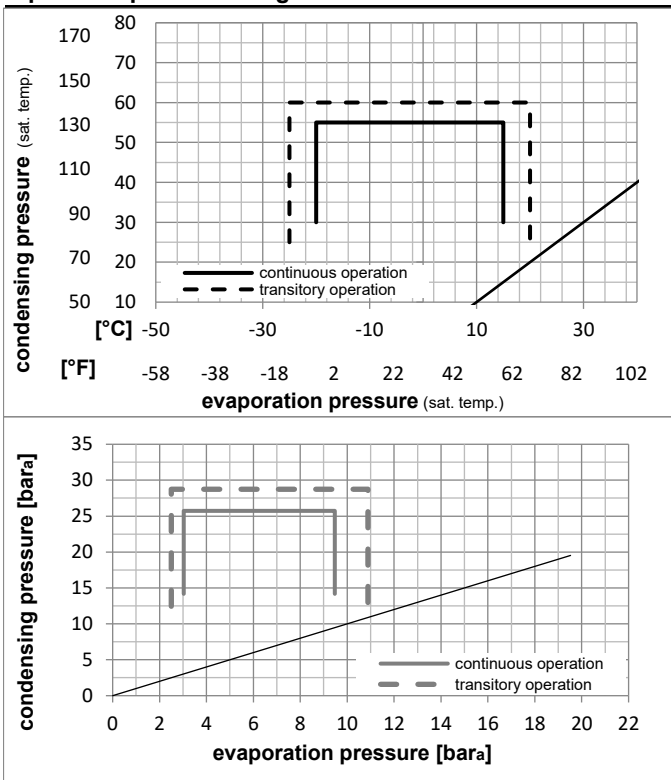 170 80
150 70
130 60
110 50
90 40
30
70 20
50 10
condensing pressure (sat. temp.)
continuous operation
transitory operation
[°C] -50 -30 -10 10 30
[°F] -58 -38 -18 2 22 42 62 82 102
evaporation pressure (sat. temp.)
35
30
25
20
15
10
5
0
condensing pressure [bara]
continuous operation
transitory operation
0 2 4 6 8 10 12 14 16 18 20 22
evaporation pressure [bara]